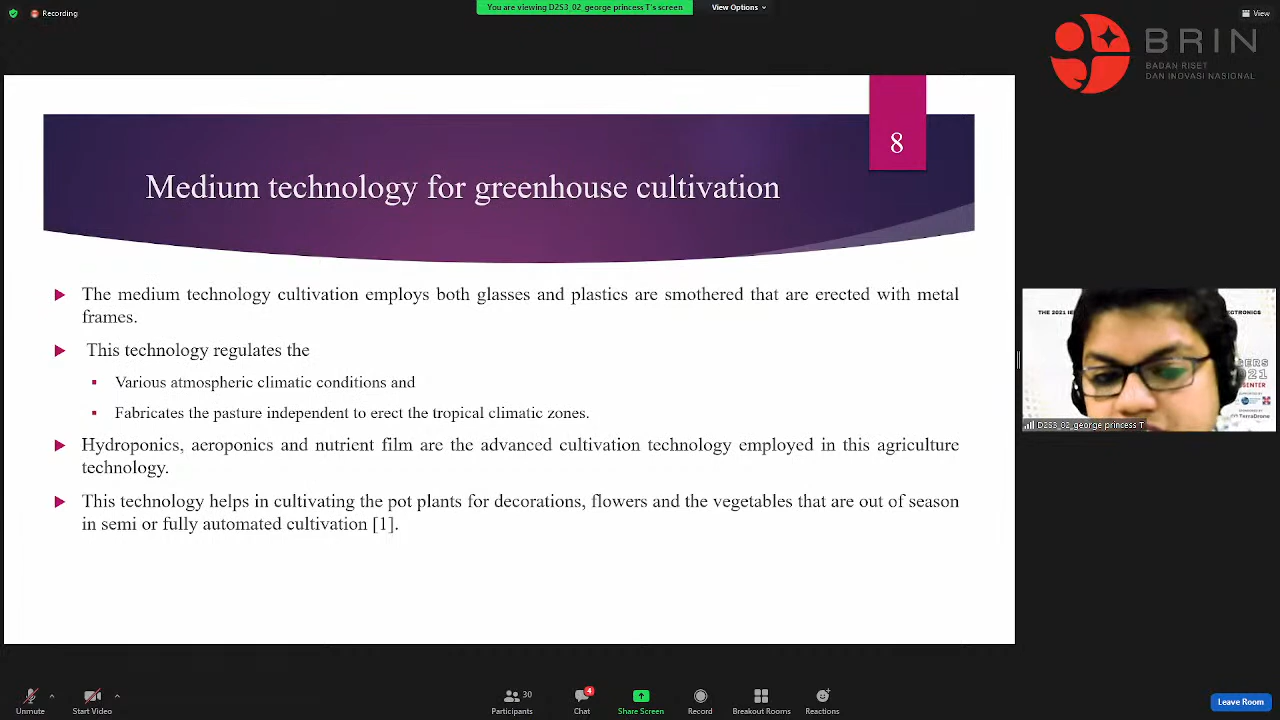 Recording
You are viewing D2S3_02_george princess T's screen
View Options
View
BRIN
BADAN RISET
DAN INOVASI NASIONAL
8
Medium technology for greenhouse cultivation
The medium technology cultivation employs both glasses and plastics are smothered that are erected with metal
frames.
This technology regulates the
Various atmospheric climatic conditions and
Fabricates the pasture independent to erect the tropical climatic zones.
Hydroponics, aeroponics and nutrient film are the advanced cultivation technology employed in this agriculture
technology.
This technology helps in cultivating the pot plants for decorations, flowers and the vegetables that are out of season
in semi or fully automated cultivation [1].
THE 2021
SUPPORTED BY
TerraDrone
D2S3_02_george princess T
Unmute
Start Video
Participants
30
Chat
4
Share Screen
Record
Breakout Rooms
Reactions
Leave Room